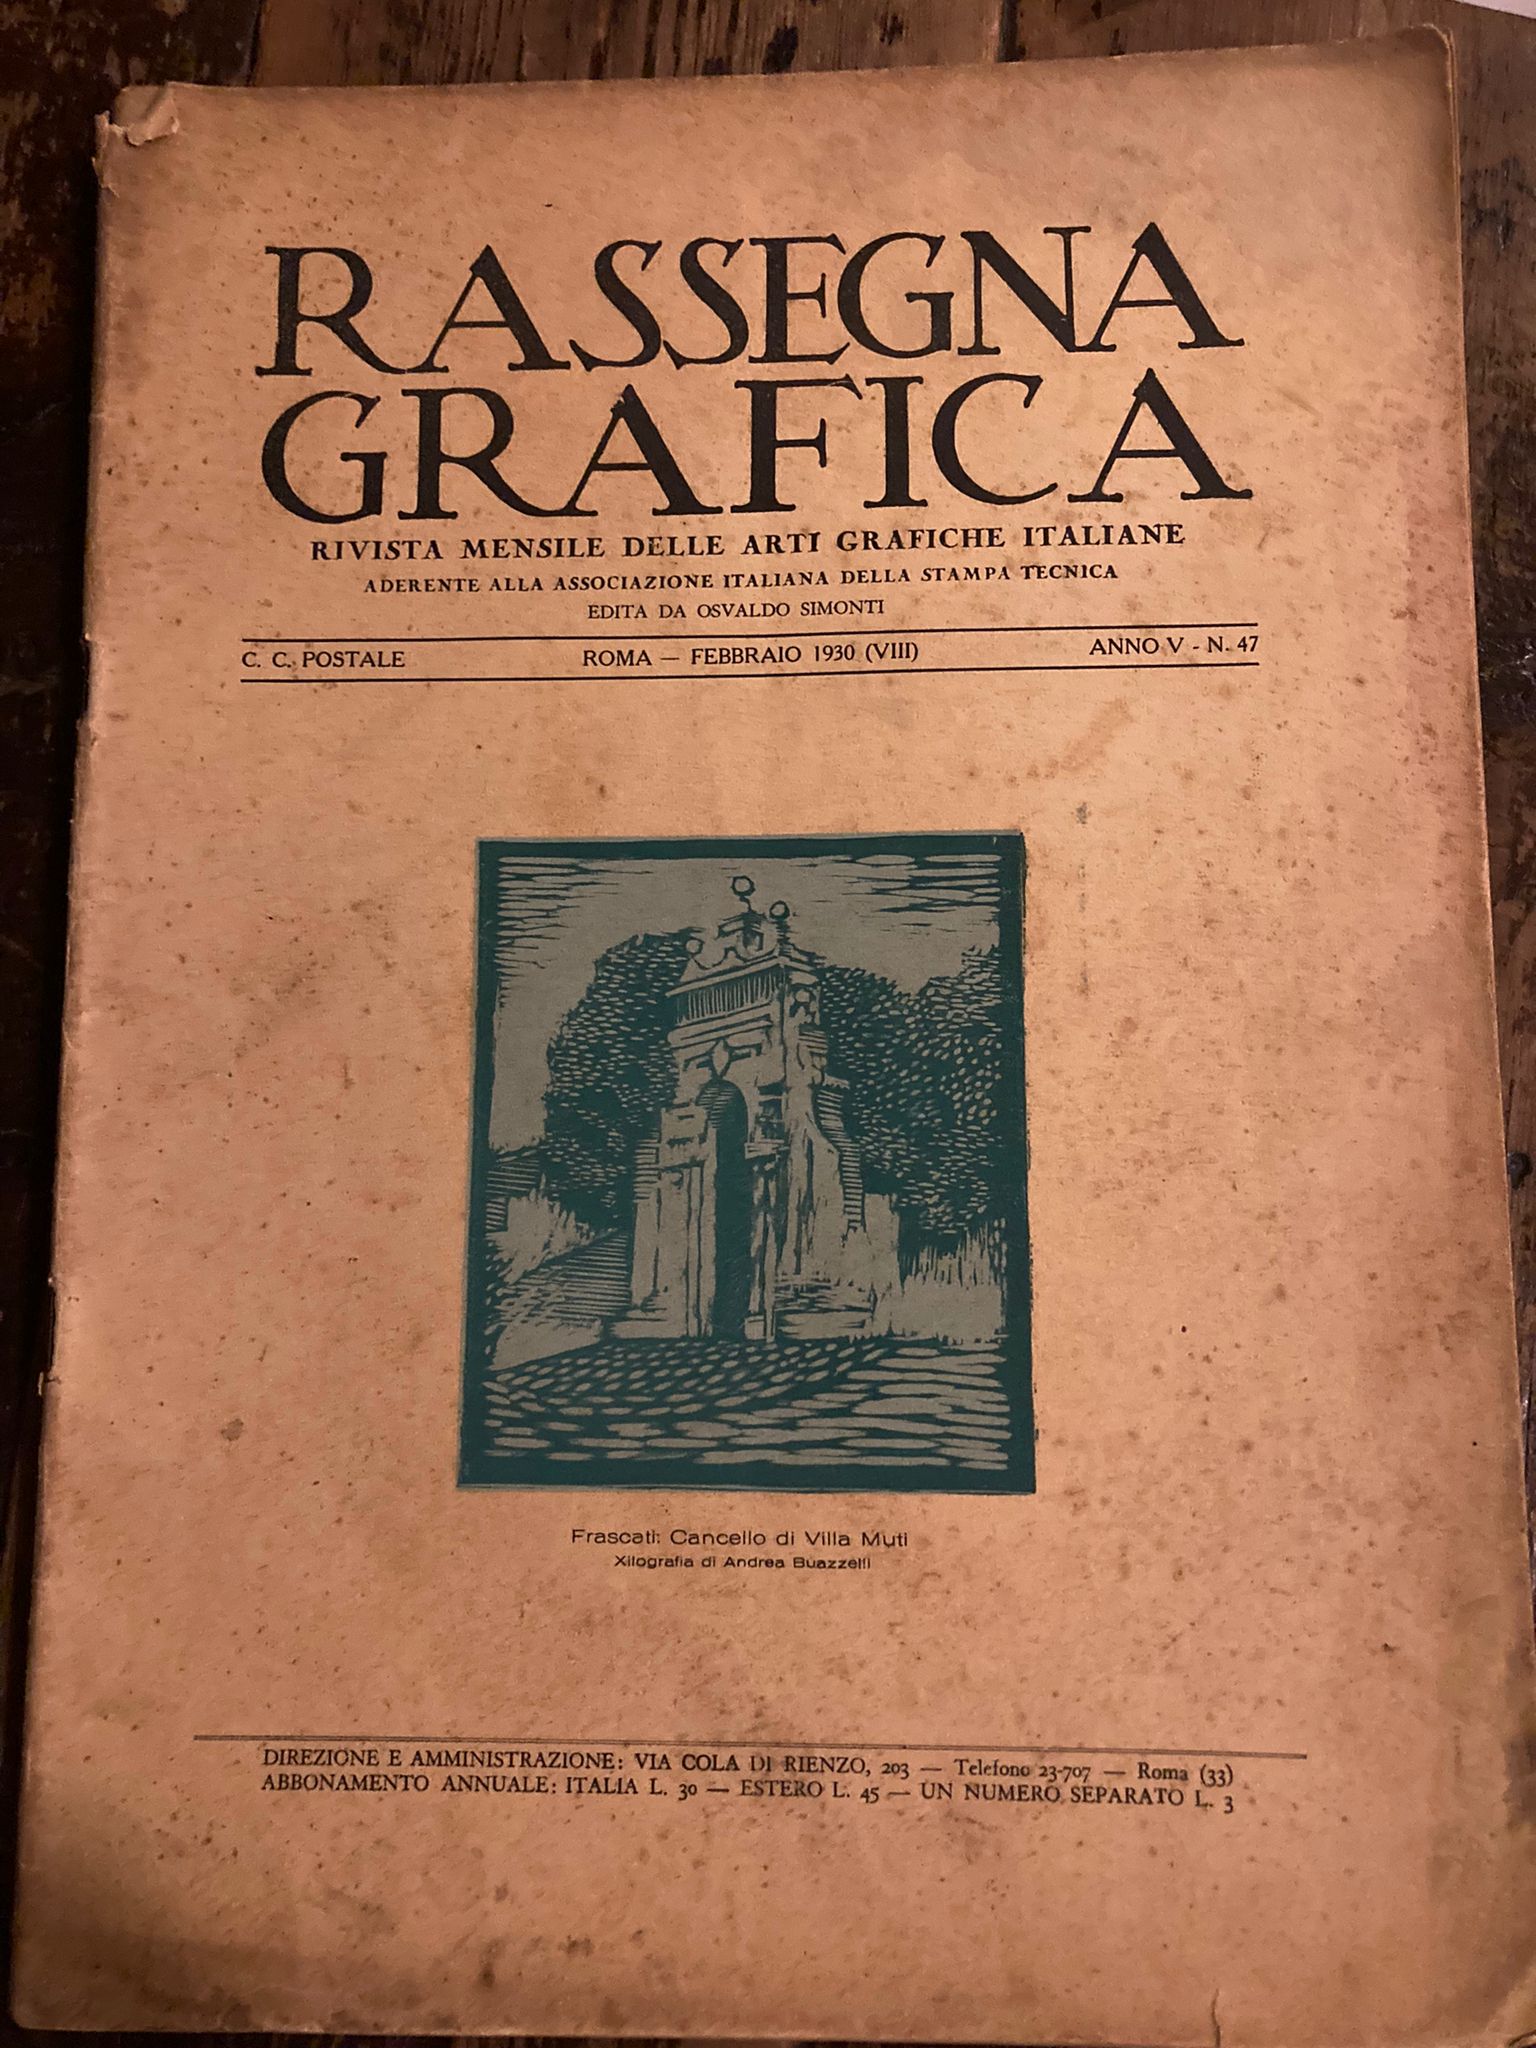 RASSEGNA
GRAFICA
RIVISTA MENSILE DELLE ARTI GRAFICHE ITALIANE
ADERENTE ALLA ASSOCIAZIONE ITALIANA DELLA STAMPA TECNICA
EDITA DA OSVALDO SIMONTI
C. C. POSTALE ROMA — FEBBRAIO 1930 (VIII) ANNO V - N. 47
Frascati: Cancello di Villa Muti
Xilografia di Andrea Buazzelli
DIREZIONE E AMMINISTRAZIONE: VIA COLA DI RIENZO, 203 — Telefono 23-707 — Roma (33)
ABBONAMENTO ANNUALE: ITALIA L. 30 — ESTERO L. 45 — UN NUMERO SEPARATO L. 3